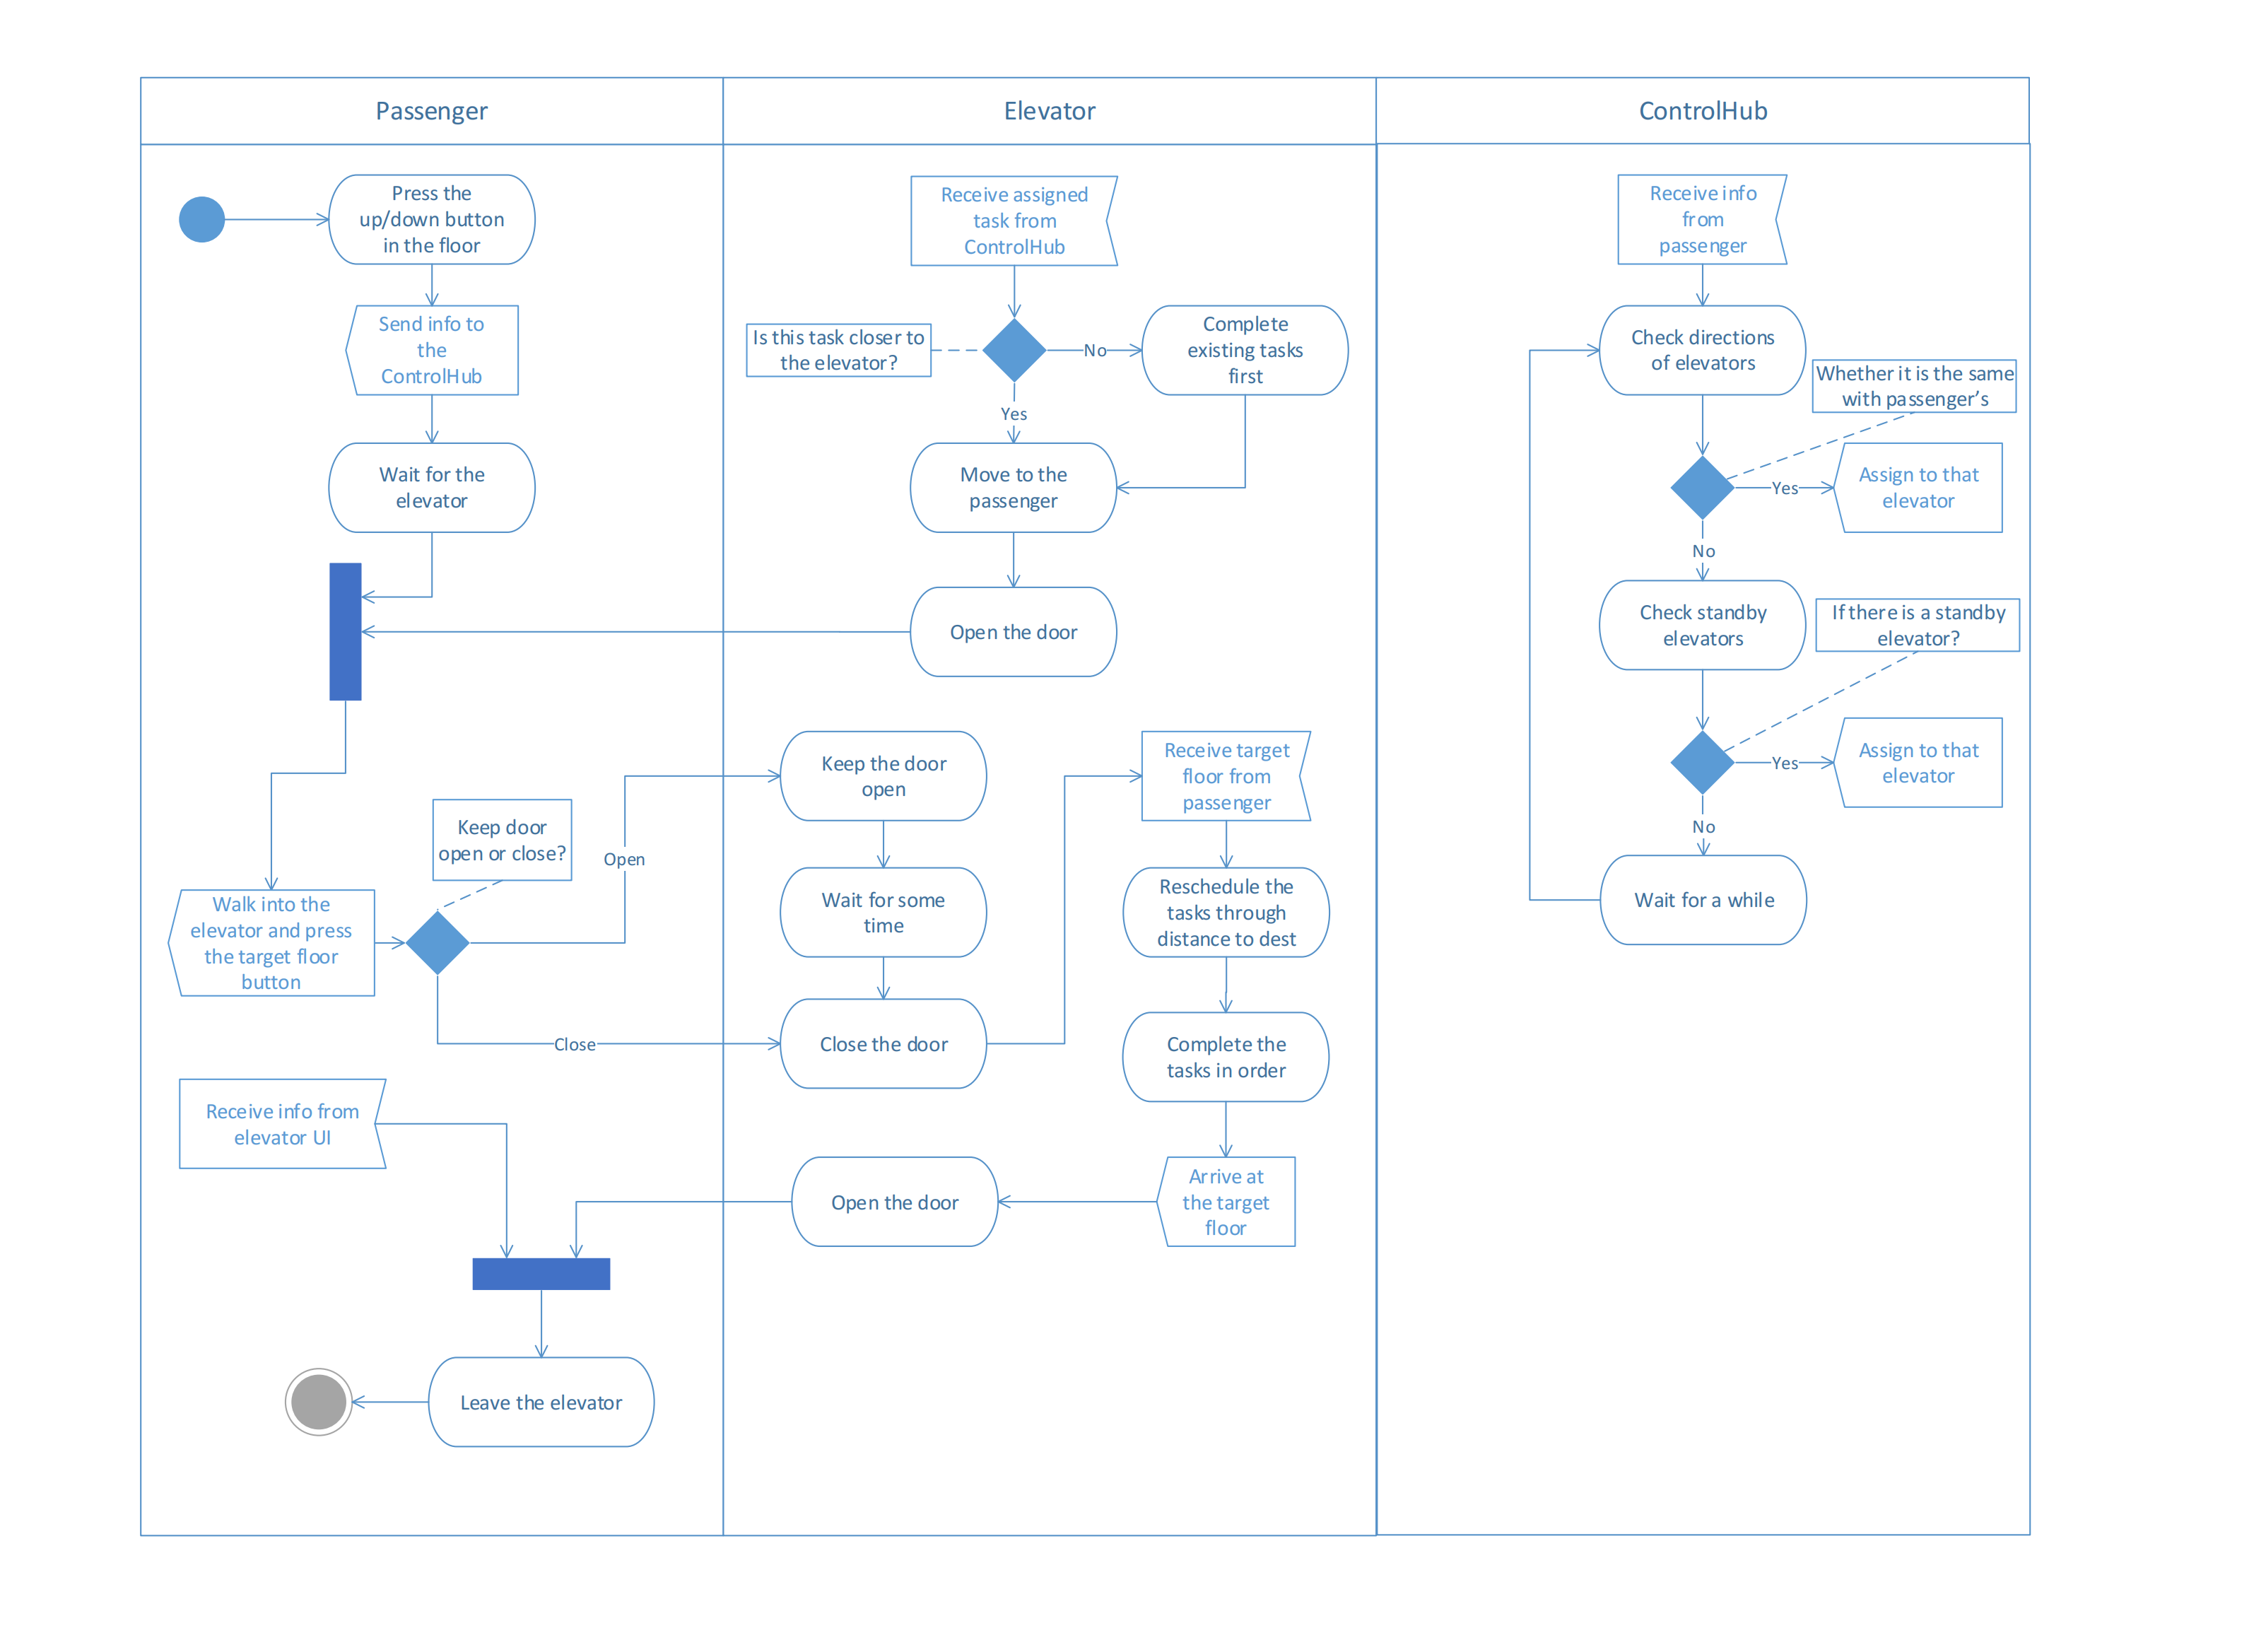 Passenger
Elevator
ControlHub
Press the
up/down button
in the floor
Send info to
the
ControlHub
Wait for the
elevator
Keep door
open or close?
Open
Walk into the
elevator and press
the target floor
button
Close
Receive info from
elevator UI
Leave the elevator
Receive assigned
task from
ControlHub
Is this task closer to
the elevator?
No
Complete
existing tasks
first
Yes
Move to the
passenger
Open the door
Keep the door
open
Wait for some
time
Close the door
Receive target
floor from
passenger
Reschedule the
tasks through
distance to dest
Complete the
tasks in order
Arrive at
the target
floor
Open the door
Receive info
from
passenger
Check directions
of elevators
Whether it is the same
with passenger’s
Yes
Assign to that
elevator
No
Check standby
elevators
If there is a standby
elevator?
Yes
Assign to that
elevator
No
Wait for a while